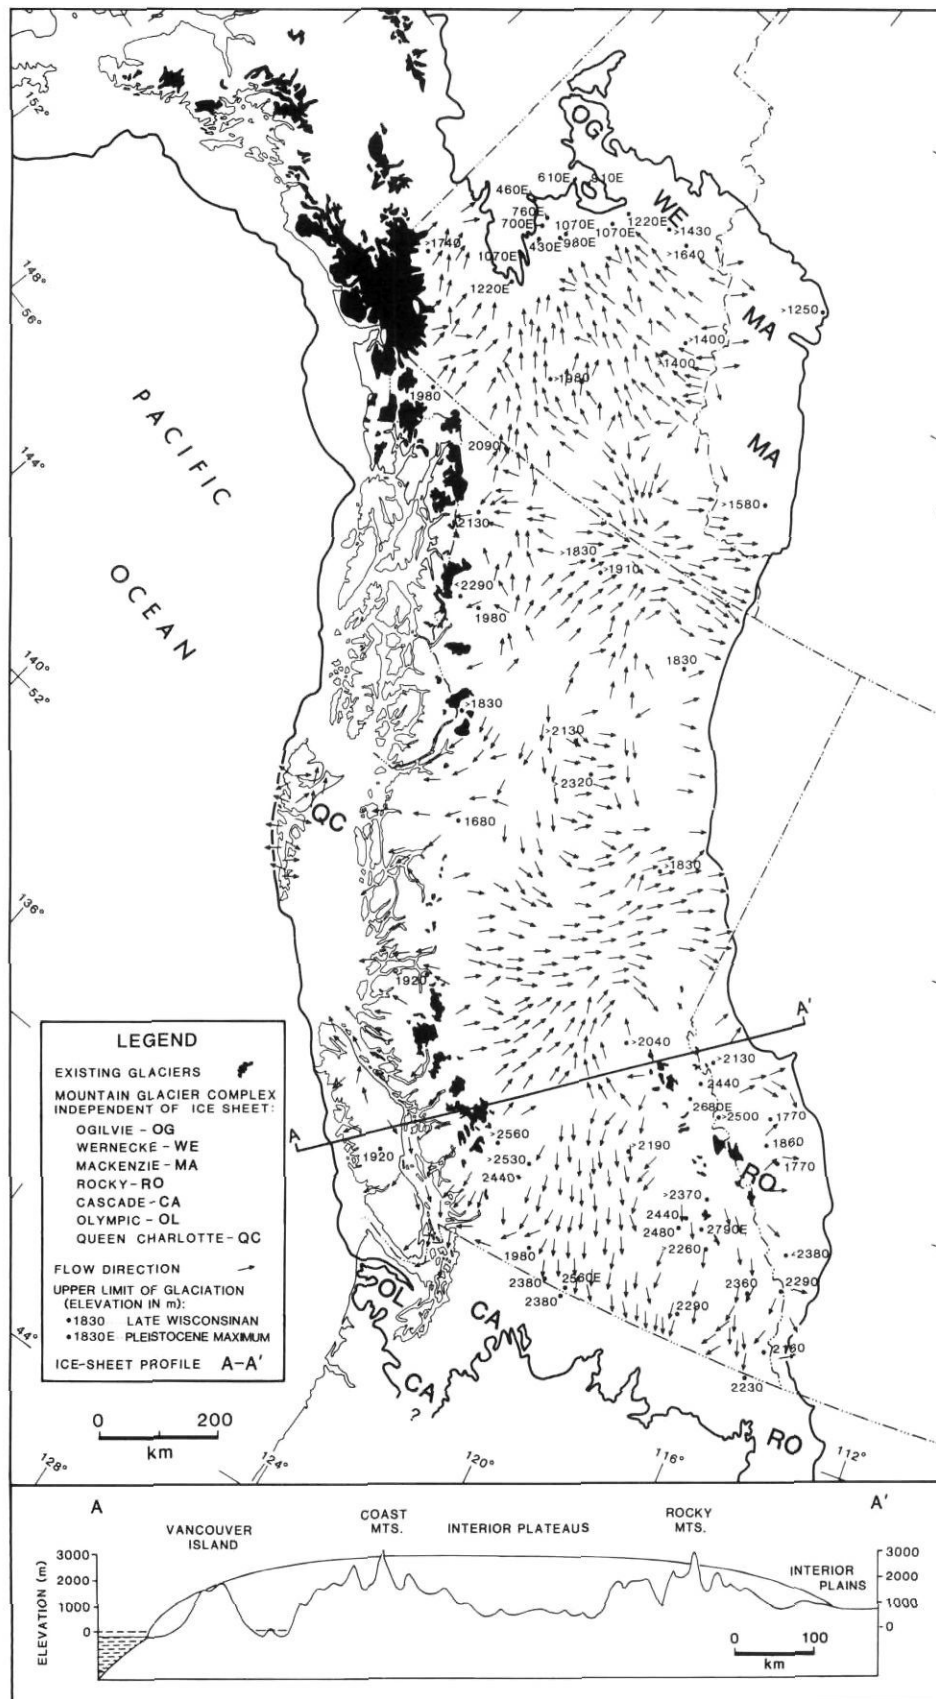 152°
148°
56°
144°
140°
52°
136°
44°
128°
124°
120°
116°
112°
PACIFIC
OCEAN
OG
610E
910E
460E
WE
760E
700E
1070E
1220E
>1430
>1740
430E
980E
1070E
>1640
1070E
1220E
>1250
MA
>1400
>1400
>1980
1980
2090
MA
>1580
2130
>1830
>1910
<2290
1980
1830
>1830
>2130
2320
QC
1680
>1830
1920
A'
>2040
>2130
2440
2680E
>2500
1770
A
>2560
>2190
1860
1920
>2530
1770
2440
RO
>2370
2440
2480
2790E
1980
>2260
<2380
2380
2560E
2360
2290
2380
OL
CA
2290
2160
CA
?
2230
RO
LEGEND
EXISTING GLACIERS
MOUNTAIN GLACIER COMPLEX
INDEPENDENT OF ICE SHEET:
OGILVIE - OG
WERNECKE - WE
MACKENZIE - MA
ROCKY - RO
CASCADE - CA
OLYMPIC - OL
QUEEN CHARLOTTE - QC
FLOW DIRECTION
UPPER LIMIT OF GLACIATION
(ELEVATION IN m):
•1830 LATE WISCONSINAN
•1830E PLEISTOCENE MAXIMUM
ICE-SHEET PROFILE A-A'
0 200
km
A A'
VANCOUVER ISLAND
COAST MTS.
INTERIOR PLATEAUS
ROCKY MTS.
INTERIOR PLAINS
ELEVATION (m)
3000
2000
1000
0
3000
2000
1000
0
0 100
km